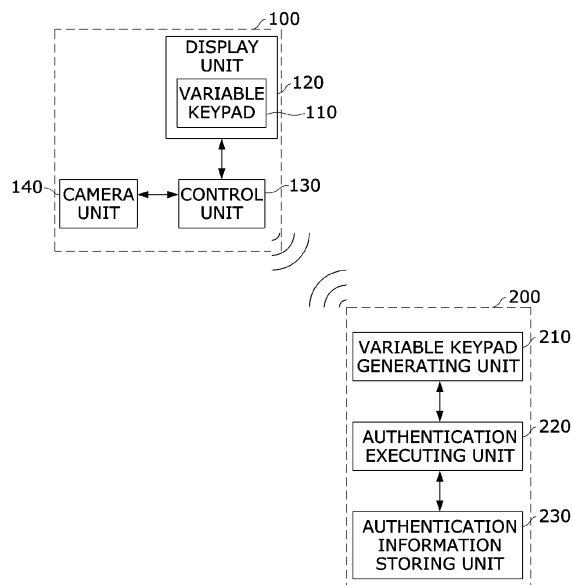 100
DISPLAY
UNIT
120
VARIABLE
KEYPAD
110
140
CAMERA
UNIT
CONTROL
UNIT
130
200
VARIABLE KEYPAD
GENERATING UNIT
210
AUTHENTICATION
EXECUTING UNIT
220
AUTHENTICATION
INFORMATION
STORING UNIT
230